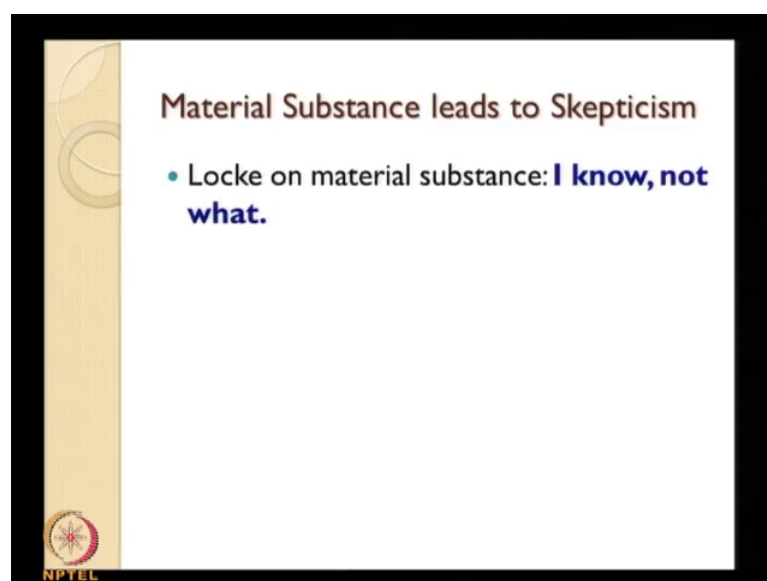 Material Substance leads to Skepticism
• Locke on material substance: I know, not
what.
NPTEL